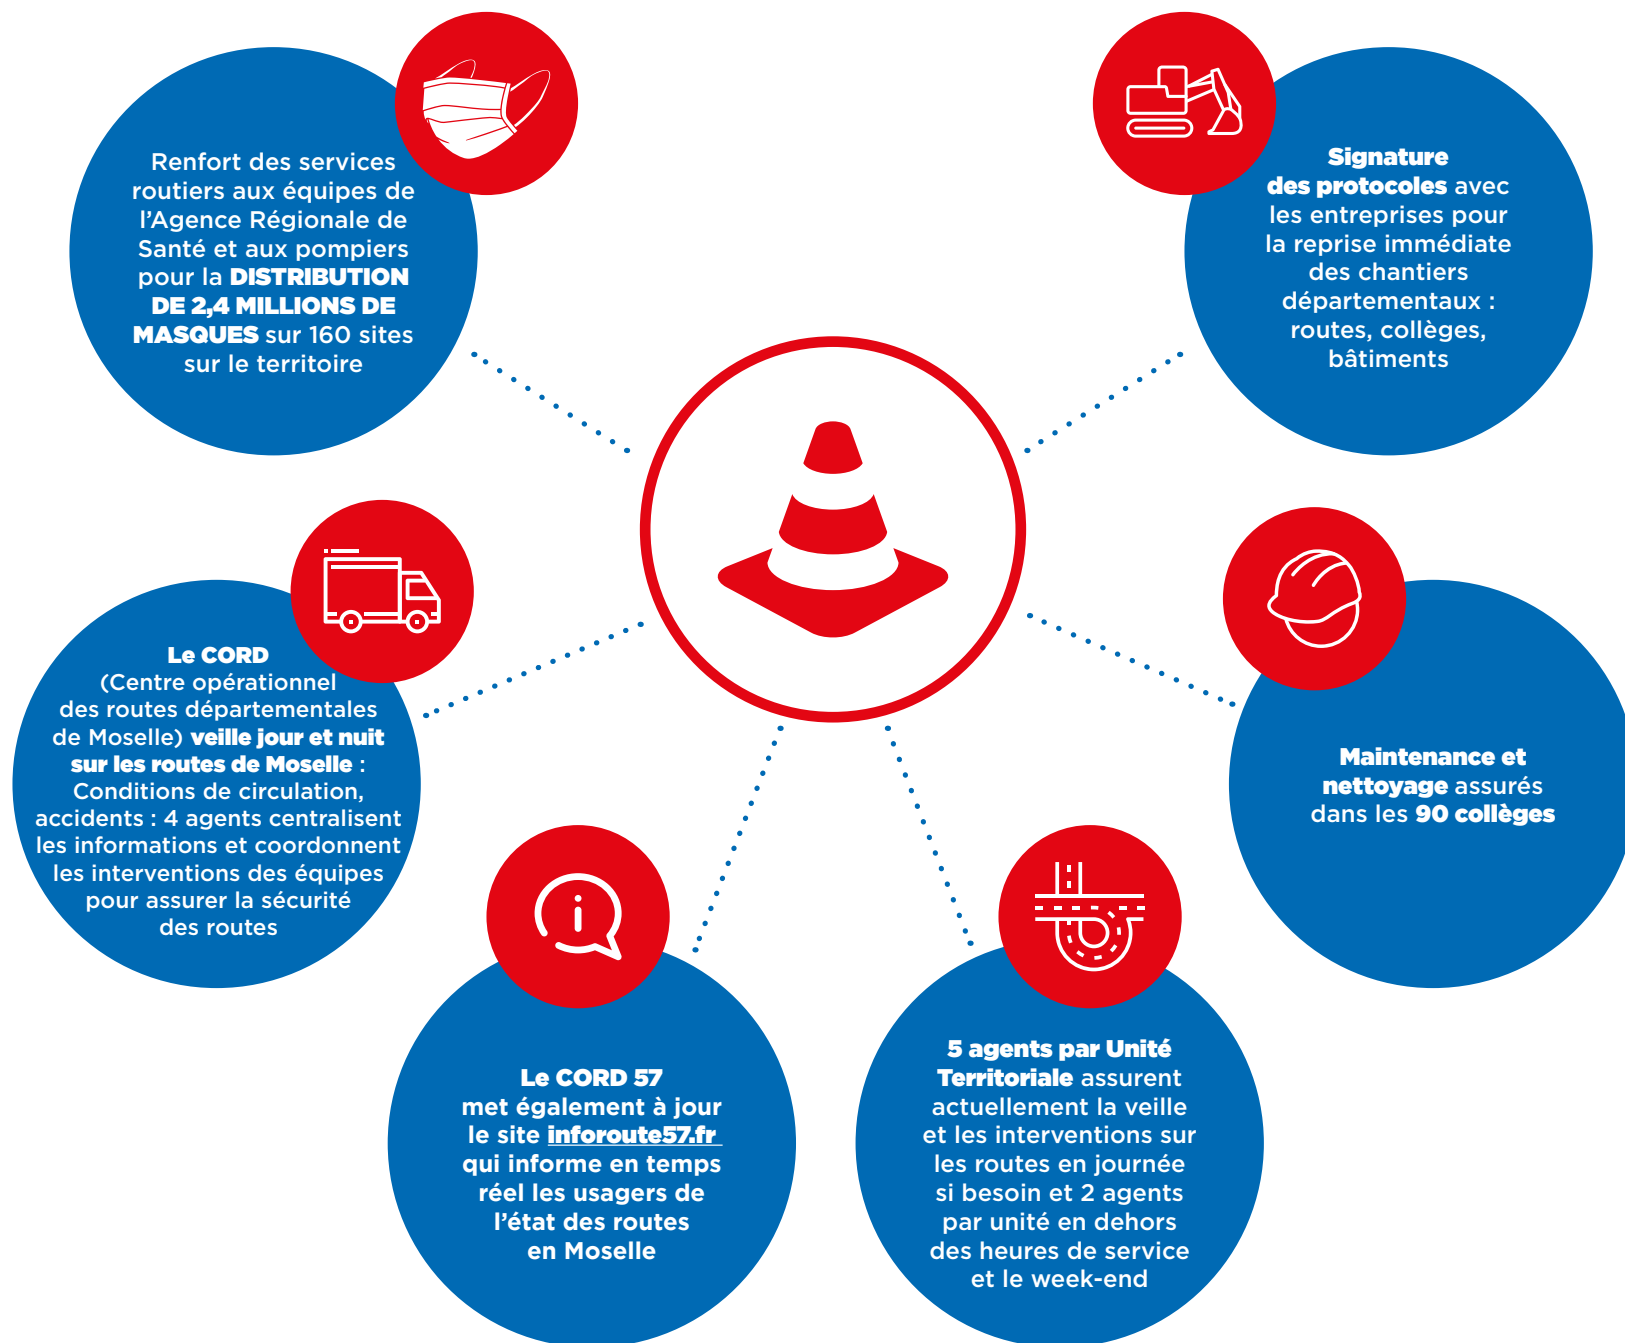 Renfort des services
routiers aux équipes de
l’Agence Régionale de
Santé et aux pompiers
pour la DISTRIBUTION
DE 2,4 MILLIONS DE
MASQUES sur 160 sites
sur le territoire
Signature
des protocoles avec
les entreprises pour
la reprise immédiate
des chantiers
départementaux :
routes, collèges,
bâtiments
Le CORD
(Centre opérationnel
des routes départementales
de Moselle) veille jour et nuit
sur les routes de Moselle :
Conditions de circulation,
accidents : 4 agents centralisent
les informations et coordonnent
les interventions des équipes
pour assurer la sécurité
des routes
Maintenance et
nettoyage assurés
dans les 90 collèges
Le CORD 57
met également à jour
le site inforoute57.fr
qui informe en temps
réel les usagers de
l’état des routes
en Moselle
5 agents par Unité
Territoriale assurent
actuellement la veille
et les interventions sur
les routes en journée
si besoin et 2 agents
par unité en dehors
des heures de service
et le week-end